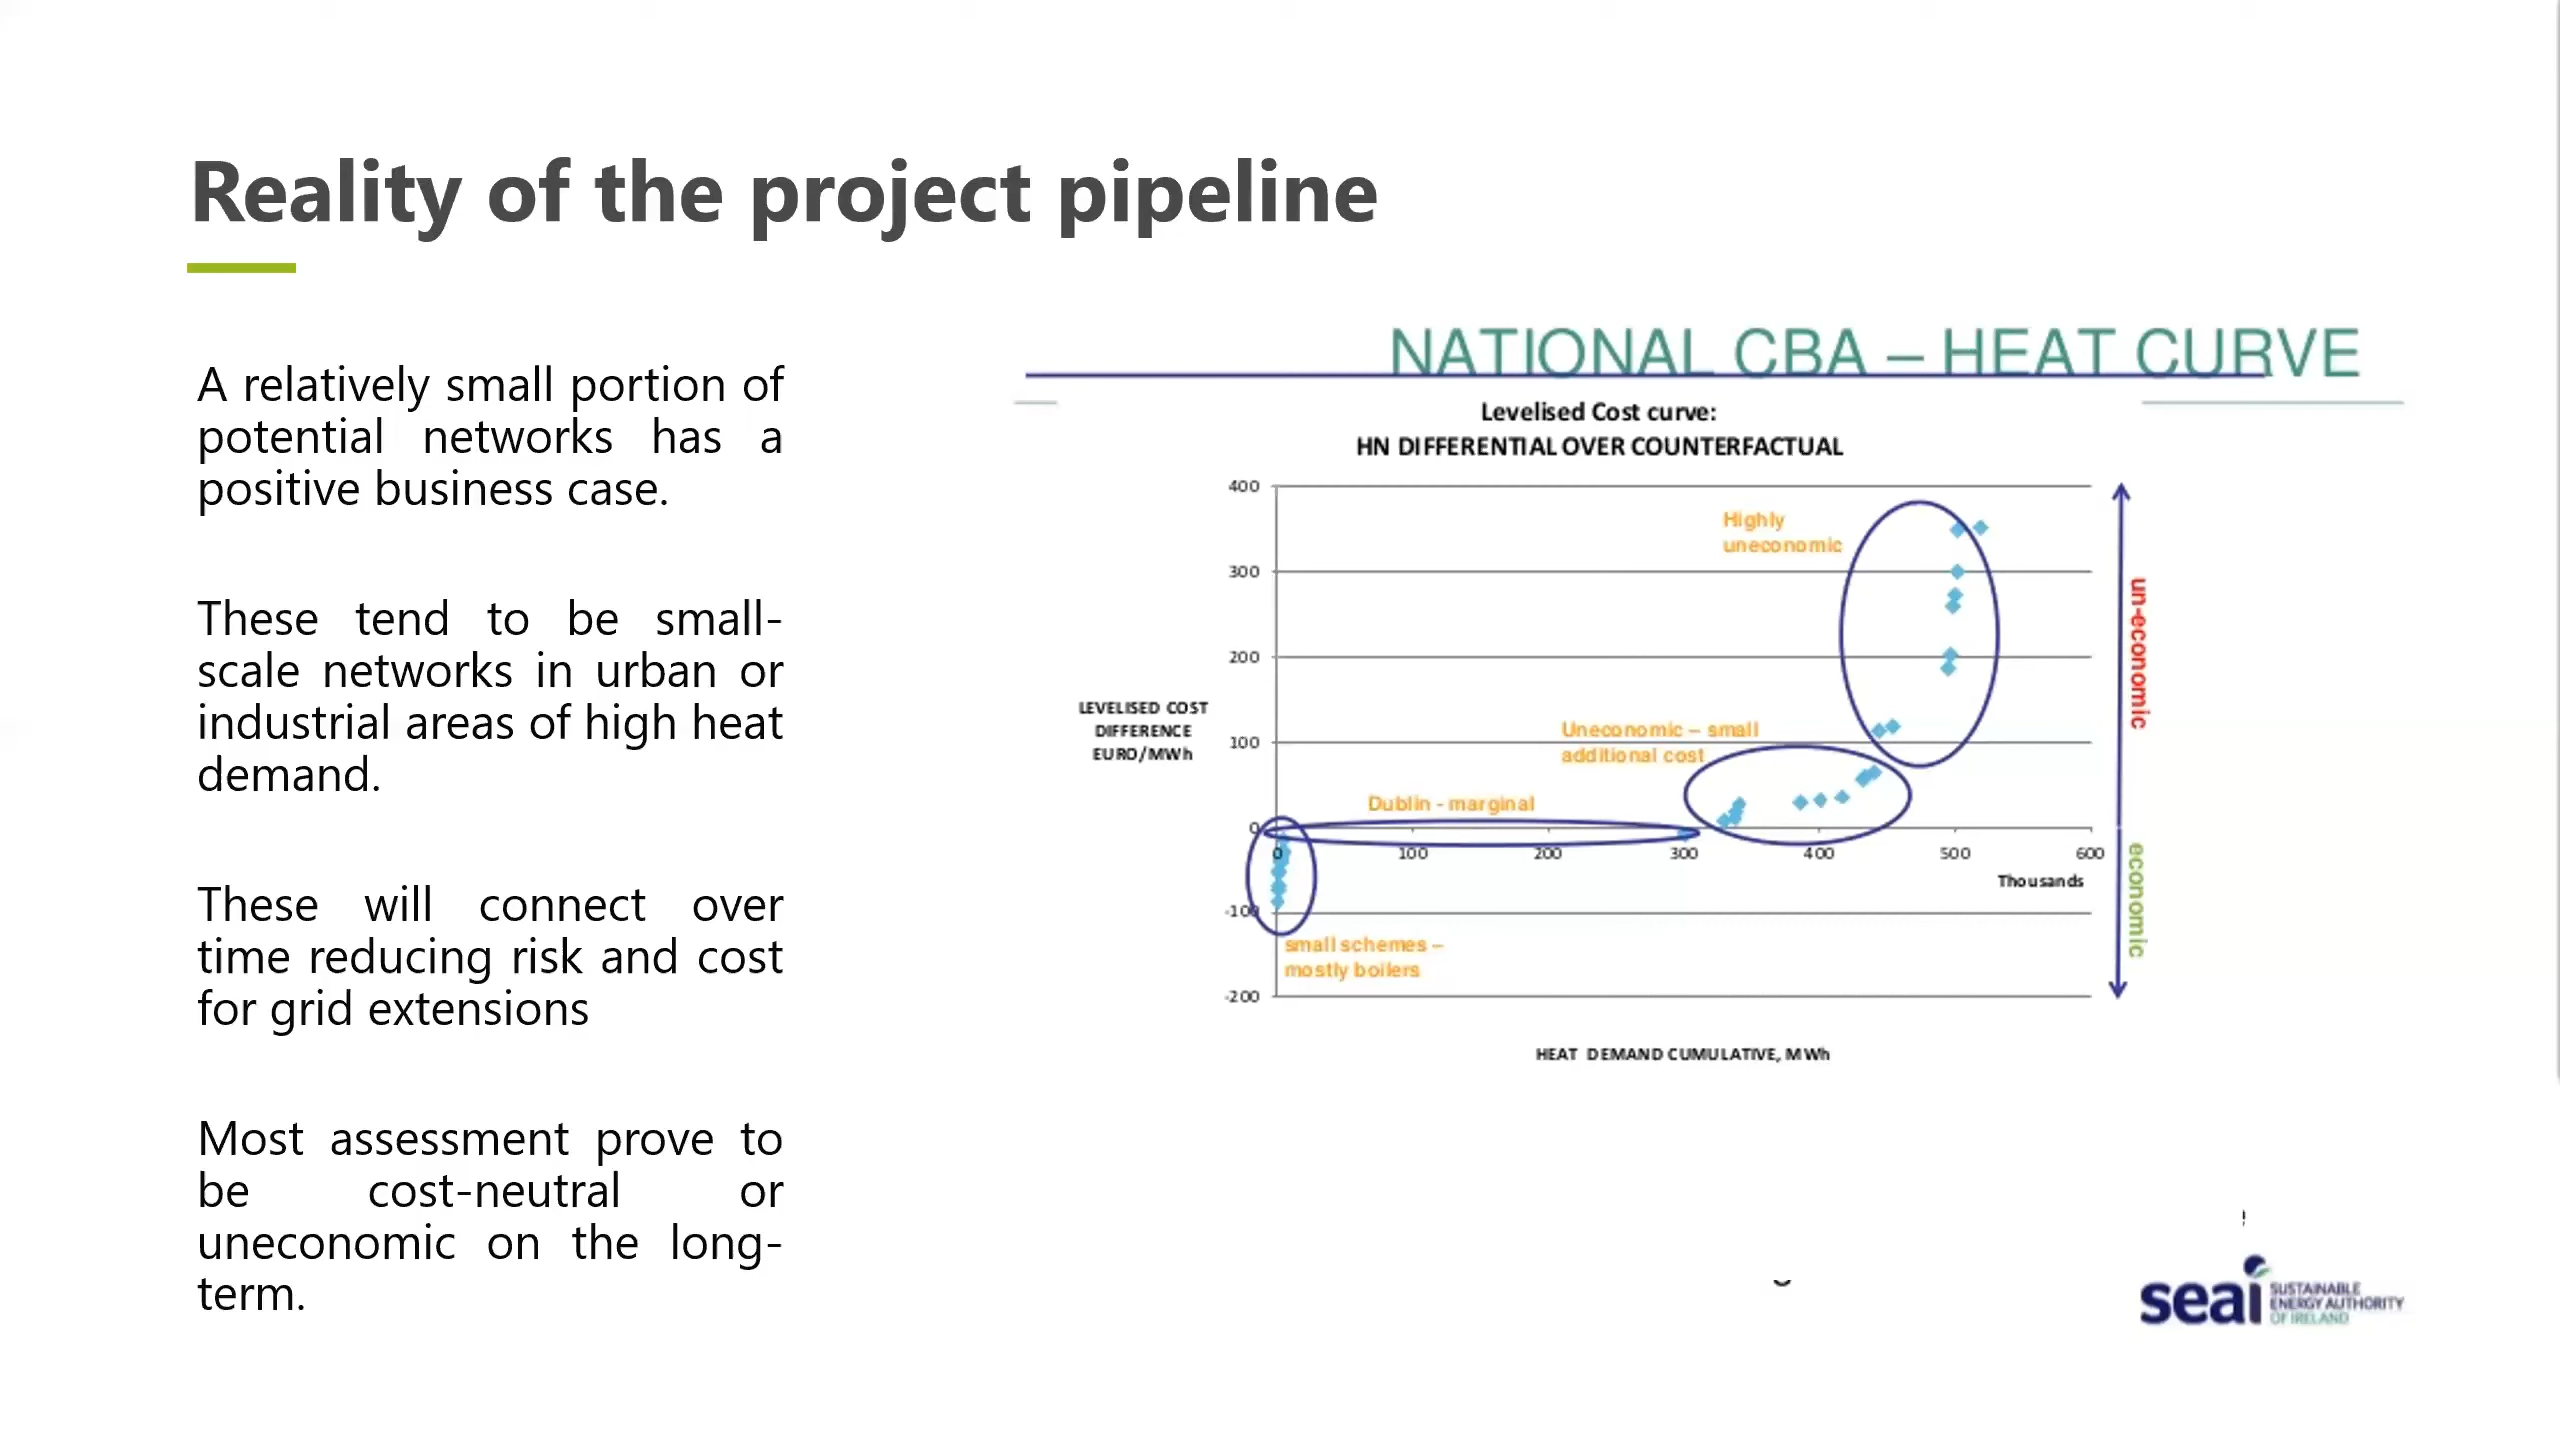 Reality of the project pipeline
A relatively small portion of
potential networks has a
positive business case.
These tend to be small-
scale networks in urban or
industrial areas of high heat
demand.
These will connect over
time reducing risk and cost
for grid extensions
Most assessment prove to
be cost-neutral or
uneconomic on the long-
term.
NATIONAL CBA – HEAT CURVE
Levelised Cost curve:
HN DIFFERENTIAL OVER COUNTERFACTUAL
400
300
200
100
0
-100
-200
LEVELISED COST
DIFFERENCE
EURO/MWh
Highly
uneconomic
Uneconomic – small
additional cost
Dublin - marginal
small schemes –
mostly boilers
0 100 200 300 400 500 600
Thousands
HEAT DEMAND CUMULATIVE, MWh
un-economic
economic
seai SUSTAINABLE
ENERGY AUTHORITY
OF IRELAND